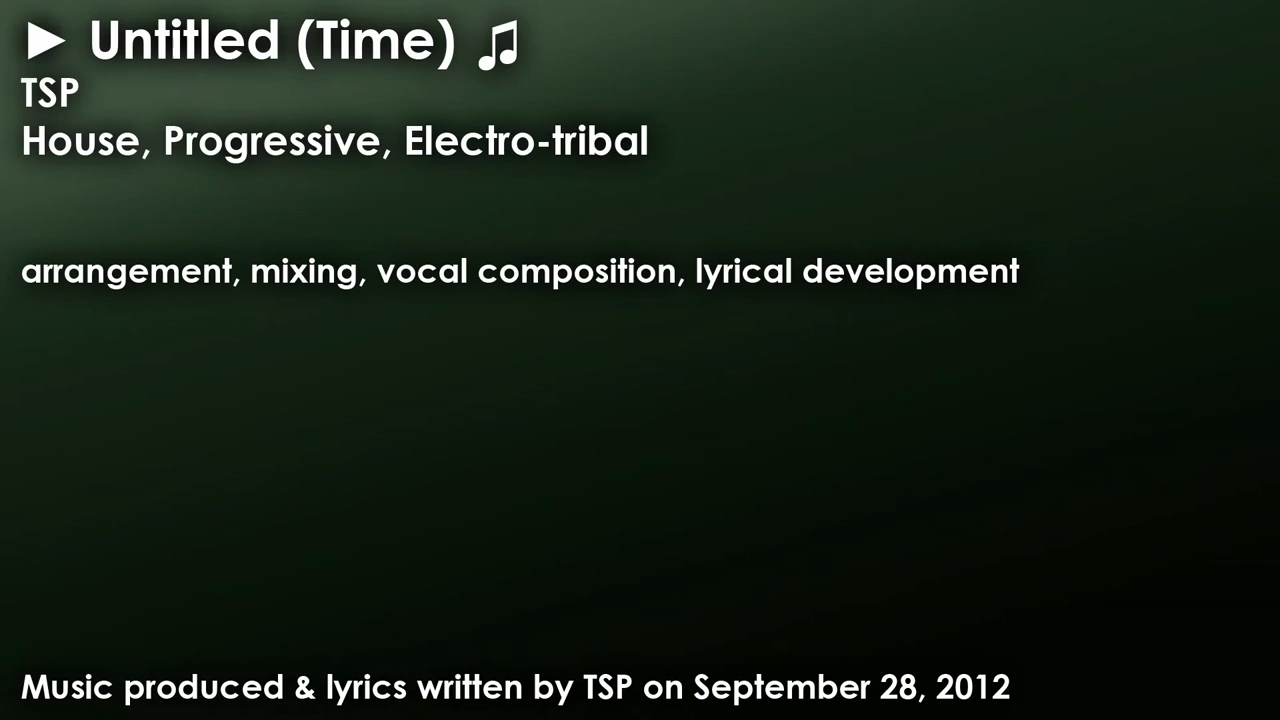 ► Untitled (Time) ♫
TSP
House, Progressive, Electro-tribal
arrangement, mixing, vocal composition, lyrical development
Music produced & lyrics written by TSP on September 28, 2012